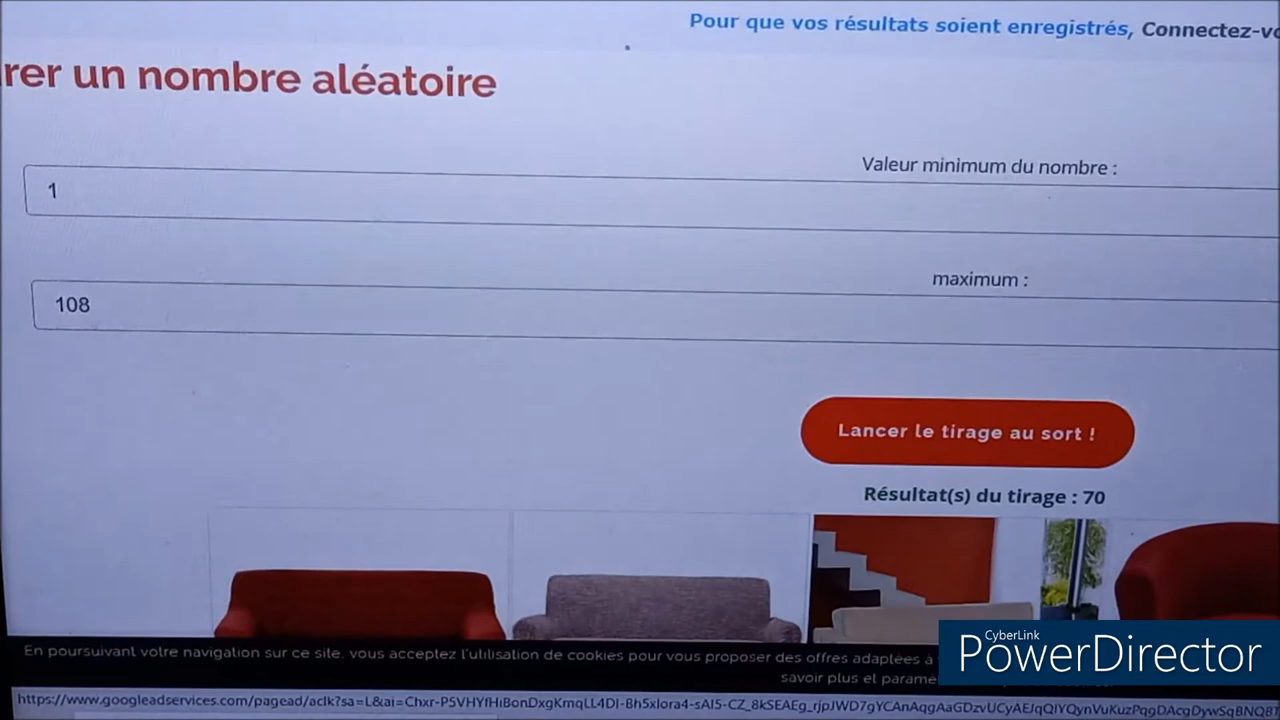 Pour que vos résultats soient enregistrés, Connectez-vo
rer un nombre aléatoire
Valeur minimum du nombre :
1
maximum :
108
Lancer le tirage au sort !
Résultat(s) du tirage : 70
En poursuivant votre navigation sur ce site, vous acceptez l'utilisation de cookies pour vous proposer des offres adaptées à
savoir plus et parame
CyberLink
PowerDirector